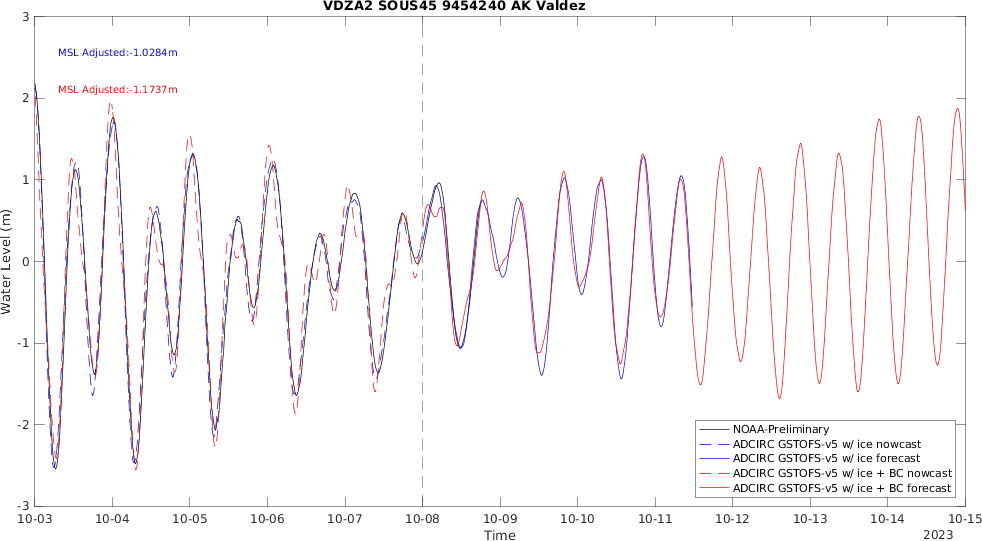 VDZA2 SOUS45 9454240 AK Valdez
MSL Adjusted:-1.0284m
MSL Adjusted:-1.1737m
Water Level (m)
3
2
1
0
-1
-2
-3
NOAA-Preliminary
ADCIRC GSTOFS-v5 w/ ice nowcast
ADCIRC GSTOFS-v5 w/ ice forecast
ADCIRC GSTOFS-v5 w/ ice + BC nowcast
ADCIRC GSTOFS-v5 w/ ice + BC forecast
10-03 10-04 10-05 10-06 10-07 10-08 10-09 10-10 10-11 10-12 10-13 10-14 10-15
Time
2023